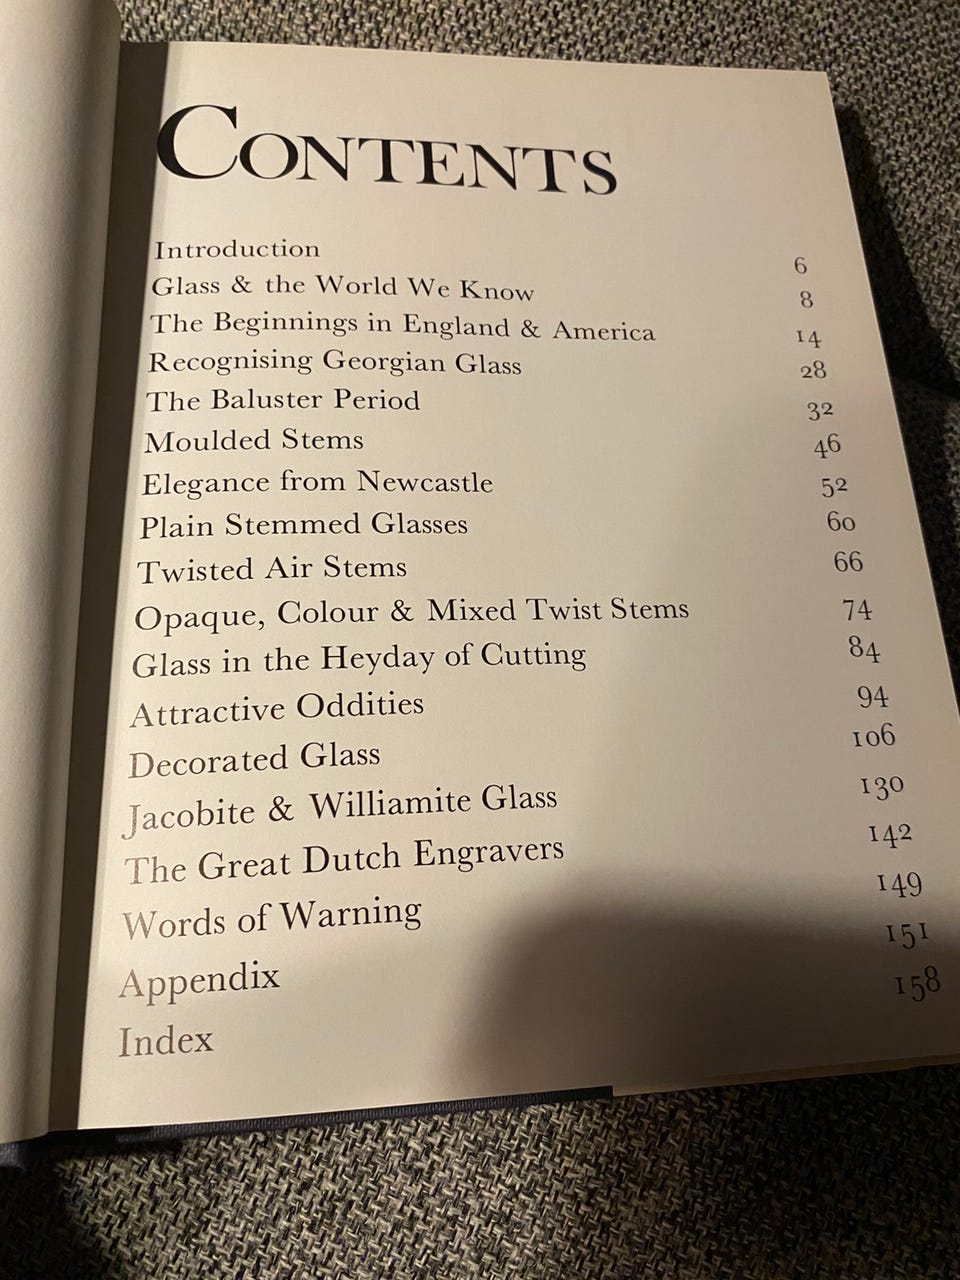 CONTENTS
Introduction 6
Glass & the World We Know 8
The Beginnings in England & America 14
Recognising Georgian Glass 28
The Baluster Period 32
Moulded Stems 46
Elegance from Newcastle 52
Plain Stemmed Glasses 60
Twisted Air Stems 66
Opaque, Colour & Mixed Twist Stems 74
Glass in the Heyday of Cutting 84
Attractive Oddities 94
Decorated Glass 106
Jacobite & Williamite Glass 130
The Great Dutch Engravers 142
Words of Warning 149
Appendix 151
Index 158